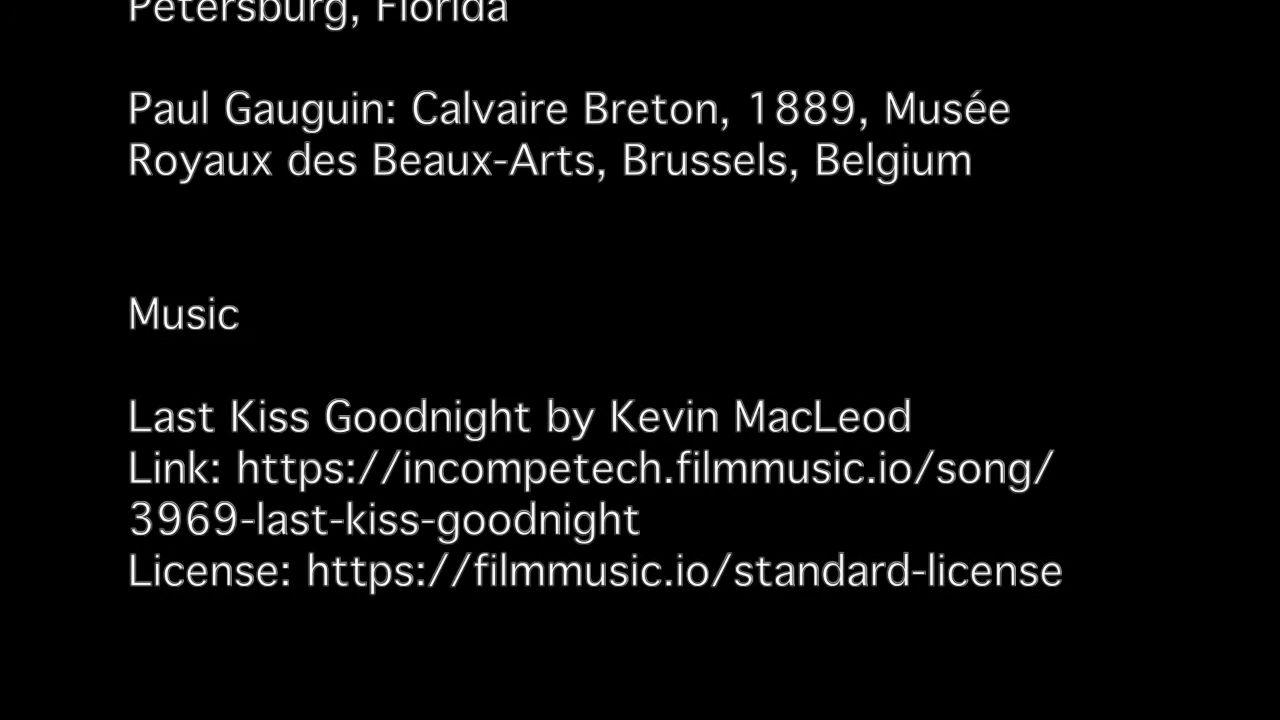 Petersburg, Florida
Paul Gauguin: Calvaire Breton, 1889, Musée
Royaux des Beaux-Arts, Brussels, Belgium
Music
Last Kiss Goodnight by Kevin MacLeod
Link: https://incompetech.filmmusic.io/song/
3969-last-kiss-goodnight
License: https://filmmusic.io/standard-license